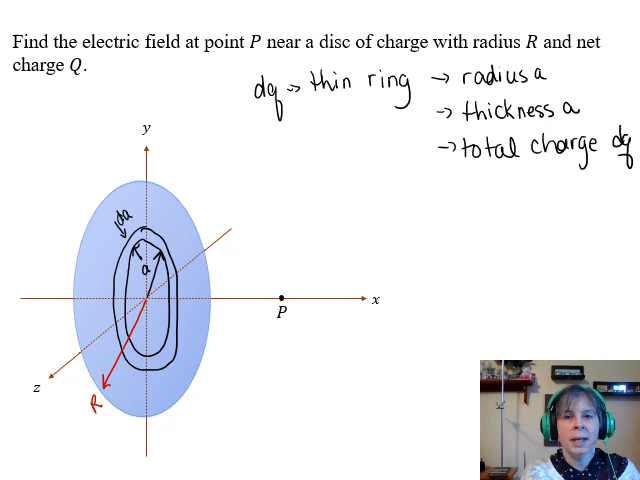 Find the electric field at point P near a disc of charge with radius R and net
charge Q.
dq → thin ring → radius a
→ thickness a
→ total charge dq
y
da
a
x
P
z
R